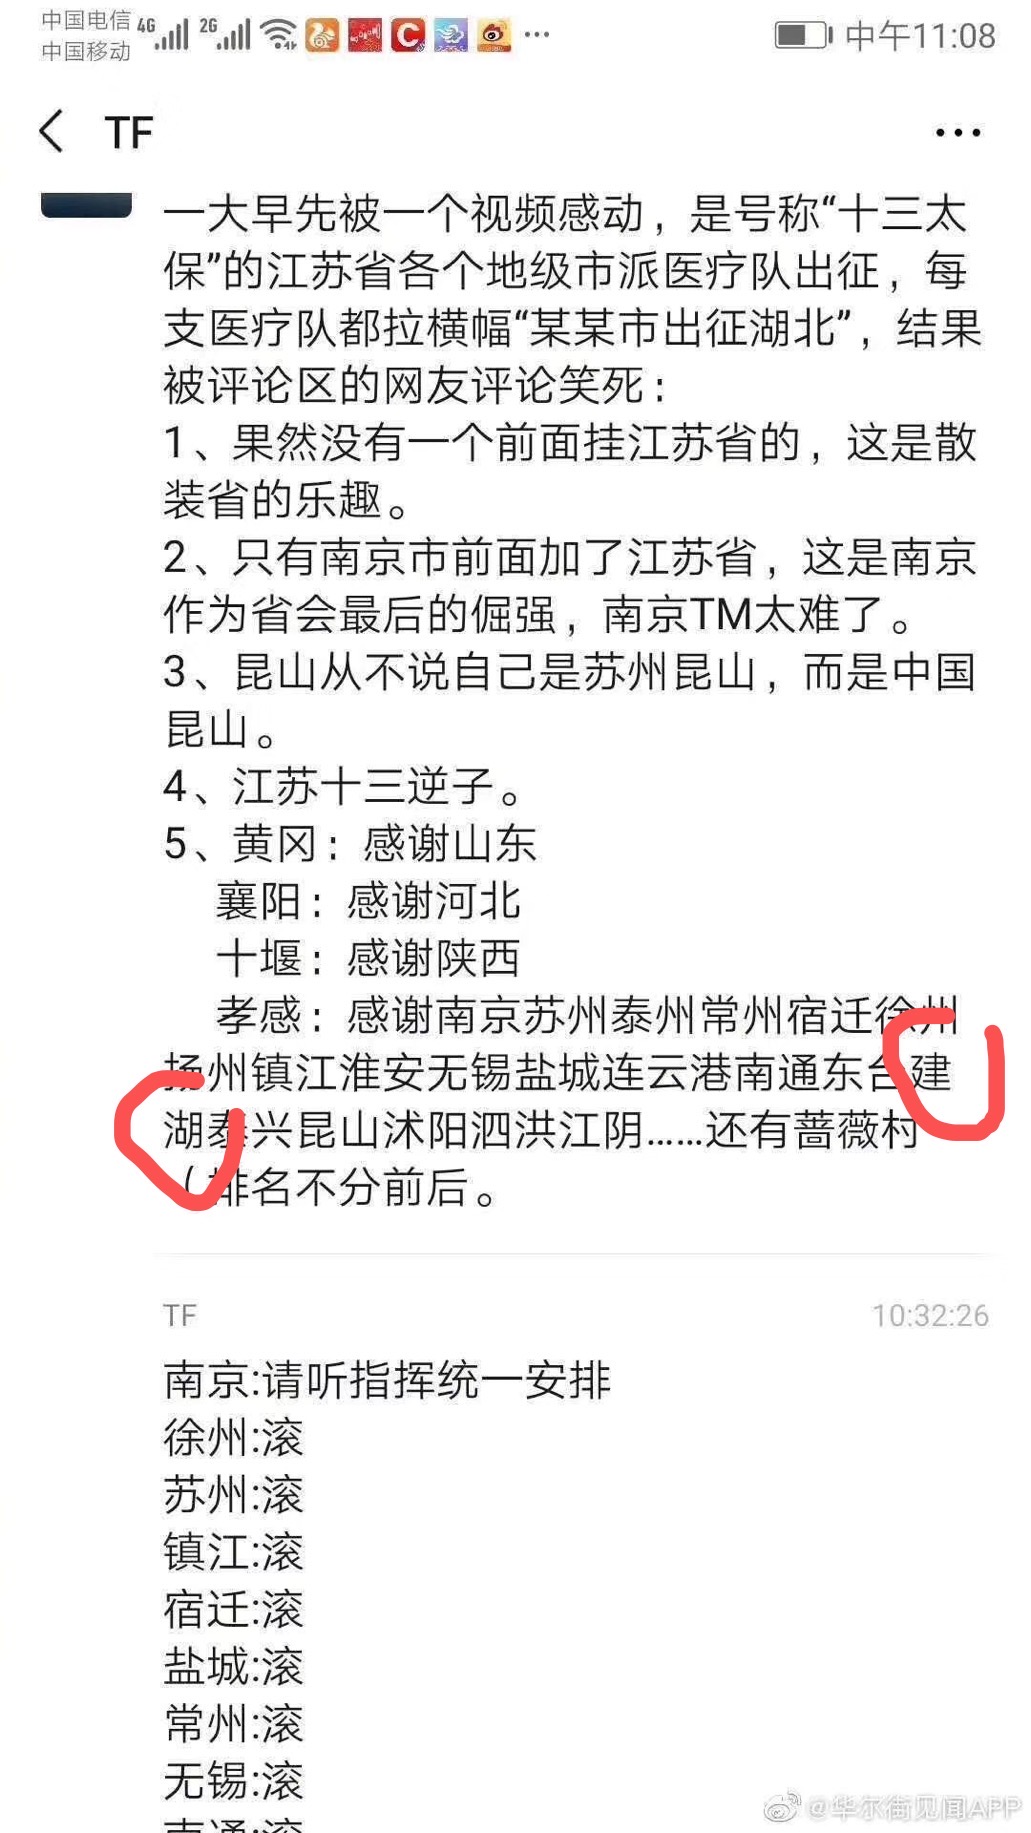 中国电信 4G 2G 中午11:08
中国移动
TF
一大早先被一个视频感动，是号称“十三太
保”的江苏省各个地级市派医疗队出征，每
支医疗队都拉横幅“某某市出征湖北”，结果
被评论区的网友评论笑死：
1、果然没有一个前面挂江苏省的，这是散
装省的乐趣。
2、只有南京市前面加了江苏省，这是南京
作为省会最后的倔强，南京TM太难了。
3、昆山从不说自己是苏州昆山，而是中国
昆山。
4、江苏十三逆子。
5、黄冈：感谢山东
襄阳：感谢河北
十堰：感谢陕西
孝感：感谢南京苏州泰州常州宿迁徐州
扬州镇江淮安无锡盐城连云港南通东台建
湖泰兴昆山沭阳泗洪江阴……还有蔷薇村
（排名不分前后。
TF 10:32:26
南京:请听指挥统一安排
徐州:滚
苏州:滚
镇江:滚
宿迁:滚
盐城:滚
常州:滚
无锡:滚
南通:滚
@华尔街见闻APP